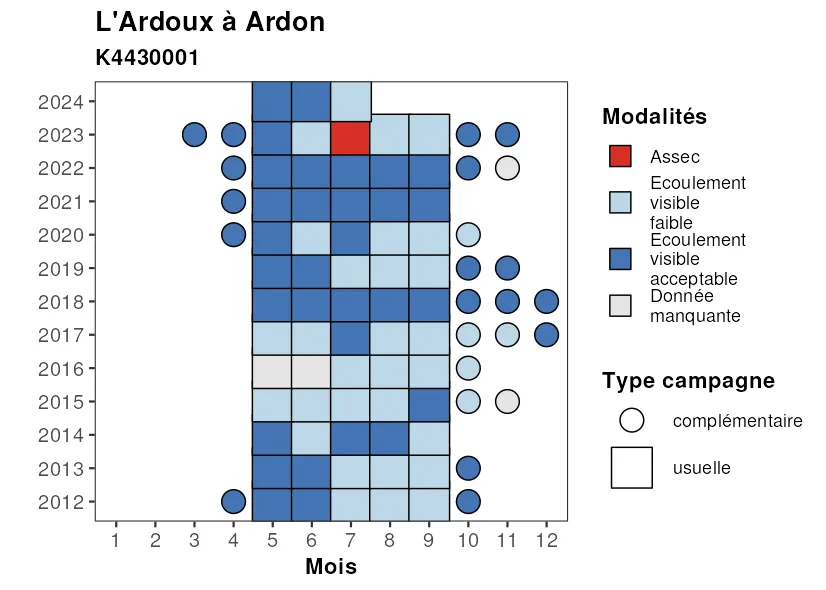 L'Ardoux à Ardon
K4430001
2024
2023
2022
2021
2020
2019
2018
2017
2016
2015
2014
2013
2012
1 2 3 4 5 6 7 8 9 10 11 12
Mois
Modalités
Assec
Ecoulement
visible
faible
Ecoulement
visible
acceptable
Donnée
manquante
Type campagne
complémentaire
usuelle